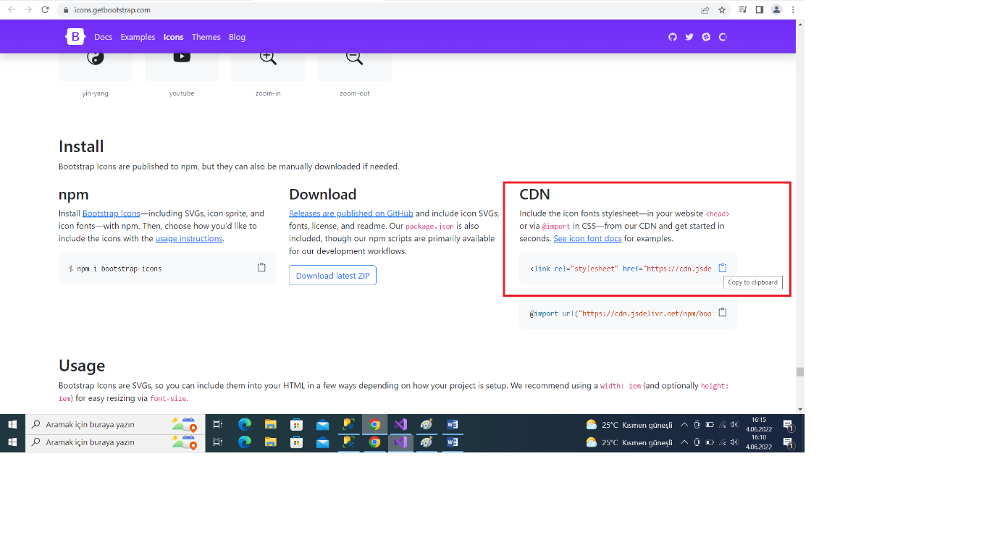 icons.getbootstrap.com
B Docs Examples Icons Themes Blog
yin-yang youtube zoom-in zoom-out
Install
Bootstrap Icons are published to npm, but they can also be manually downloaded if needed.
npm
Install Bootstrap Icons—including SVGs, icon sprite, and
icon fonts—with npm. Then, choose how you'd like to
include the icons with the usage instructions.
$ npm i bootstrap-icons
Download
Releases are published on GitHub and include icon SVGs,
fonts, license, and readme. Our package.json is also
included, though our npm scripts are primarily available
for our development workflows.
Download latest ZIP
CDN
Include the icon fonts stylesheet—in your website <head>
or via @import in CSS—from our CDN and get started in
seconds. See icon font docs for examples.
<link rel="stylesheet" href="https://cdn.jsde
Copy to clipboard
@import url("https://cdn.jsdelivr.net/npm/boo
Usage
Bootstrap Icons are SVGs, so you can include them into your HTML in a few ways depending on how your project is setup. We recommend using a width: 1em (and optionally height:
1em) for easy resizing via font-size.
Aramak için buraya yazın 25°C Kısmen güneşli 16:15
4.06.2022 1
Aramak için buraya yazın 25°C Kısmen güneşli 16:10
4.06.2022 1